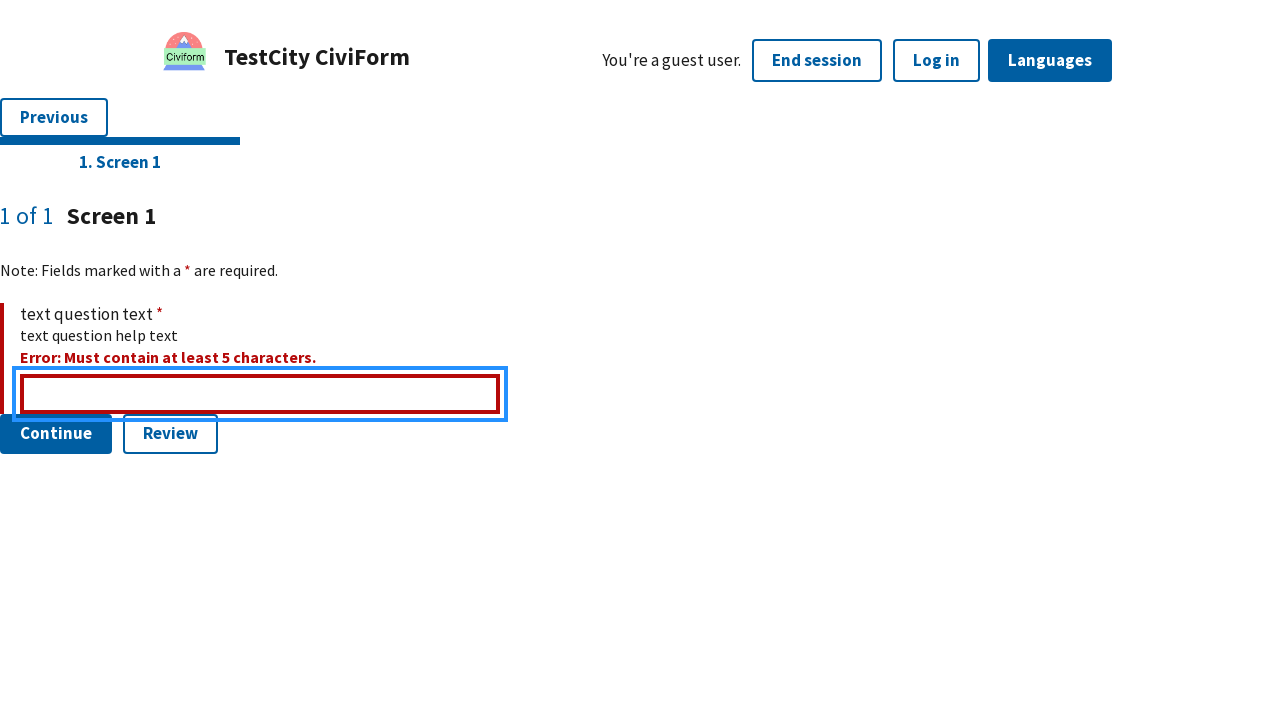 Civiform
TestCity CiviForm
You're a guest user.
End session
Log in
Languages
Previous
1. Screen 1
1 of 1 Screen 1
Note: Fields marked with a * are required.
text question text *
text question help text
Error: Must contain at least 5 characters.
Continue
Review